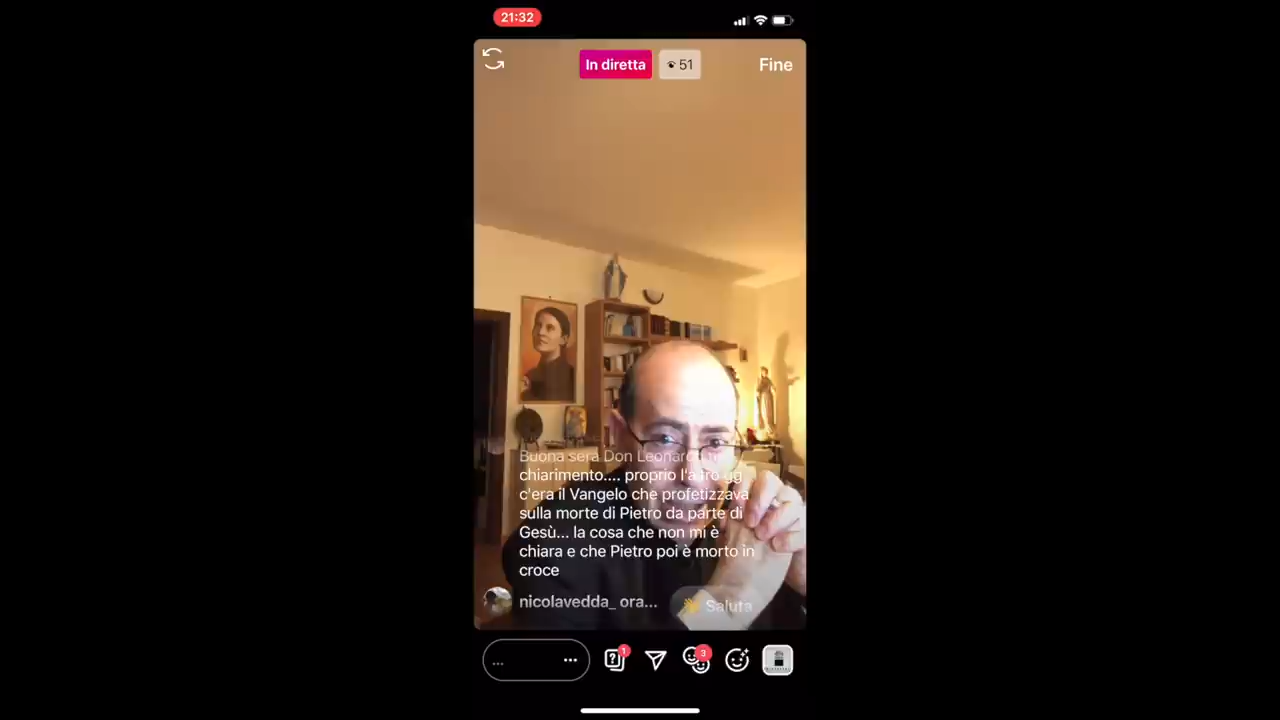 21:32
In diretta
51
Fine
Buona sera Don Leonardo
chiarimento.... proprio l'altro gg
c'era il Vangelo che profetizzava
sulla morte di Pietro da parte di
Gesù... la cosa che non mi è
chiara e che Pietro poi è morto in
croce
nicolavedda_ ora...
Saluta
...
1
3